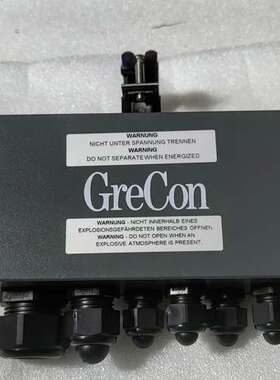 WARNUNG
NICHT UNTER SPANNUNG TRENNEN
WARNING
DO NOT SEPARATE WHEN ENERGIZED
GreCon
WARNUNG - NICHT INNERHALB EINES
EXPLOSIONSGEFÄHRDETEN BEREICHES ÖFFNEN.
WARNING - DO NOT OPEN WHEN AN
EXPLOSIVE ATMOSPHERE IS PRESENT.